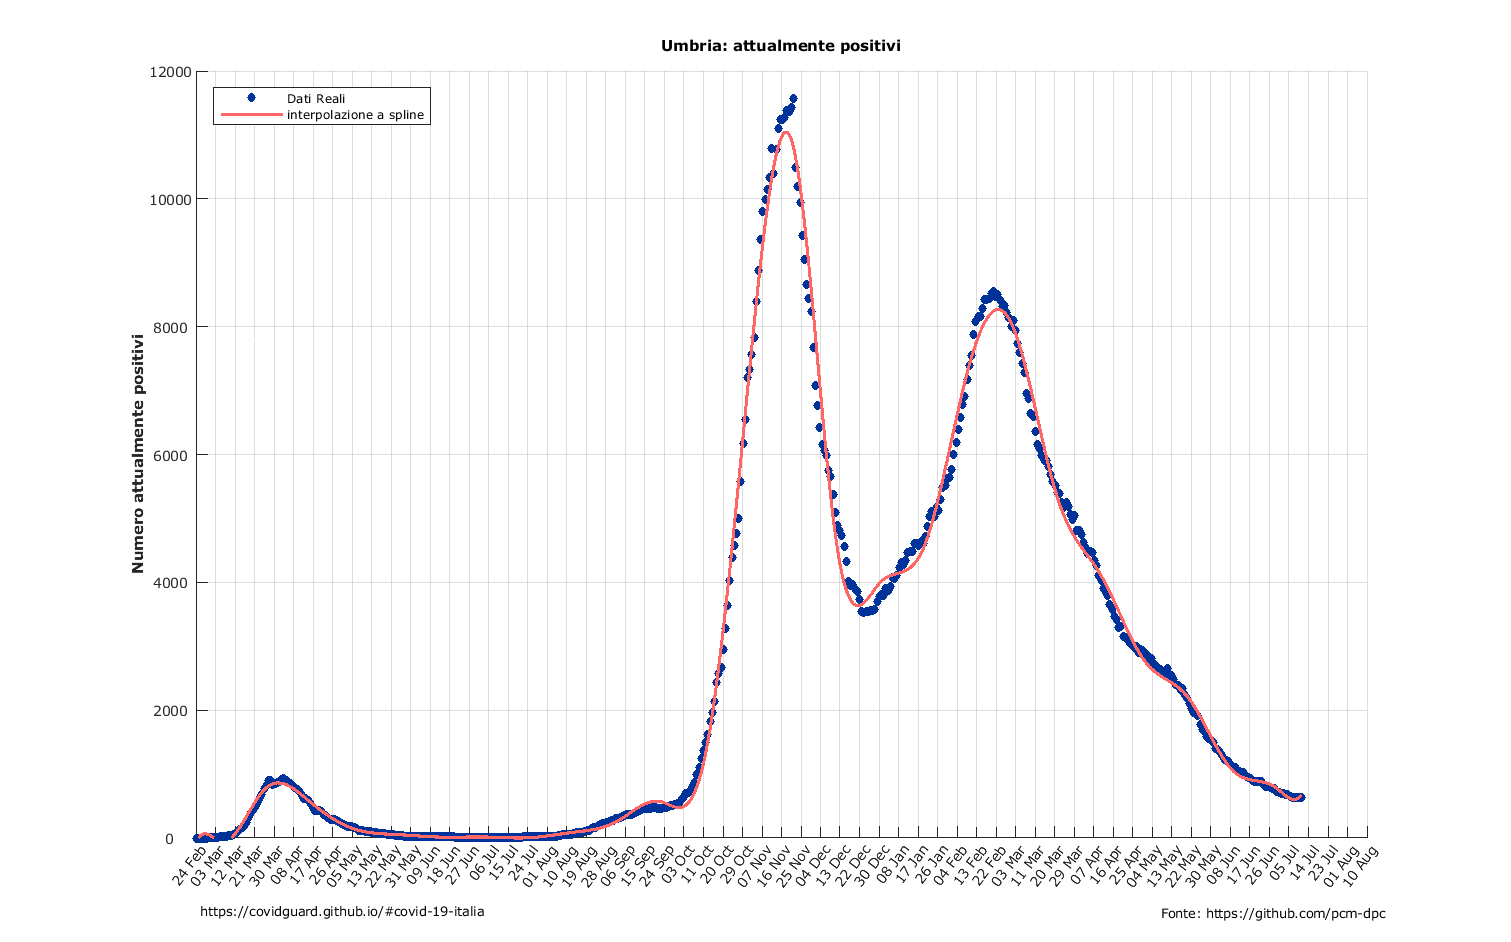 Umbria: attualmente positivi
Dati Reali
interpolazione a spline
Numero attualmente positivi
12000
10000
8000
6000
4000
2000
0
24 Feb
03 Mar
12 Mar
21 Mar
30 Mar
08 Apr
17 Apr
26 Apr
05 May
13 May
22 May
31 May
09 Jun
18 Jun
27 Jun
06 Jul
15 Jul
24 Jul
01 Aug
10 Aug
19 Aug
28 Aug
06 Sep
15 Sep
24 Sep
03 Oct
11 Oct
20 Oct
29 Oct
07 Nov
16 Nov
25 Nov
04 Dec
13 Dec
22 Dec
30 Dec
08 Jan
17 Jan
26 Jan
04 Feb
13 Feb
22 Feb
02 Mar
11 Mar
20 Mar
29 Mar
07 Apr
16 Apr
25 Apr
04 May
13 May
22 May
30 May
08 Jun
17 Jun
26 Jun
05 Jul
14 Jul
23 Jul
01 Aug
10 Aug
https://covidguard.github.io/#covid-19-italia
Fonte: https://github.com/pcm-dpc